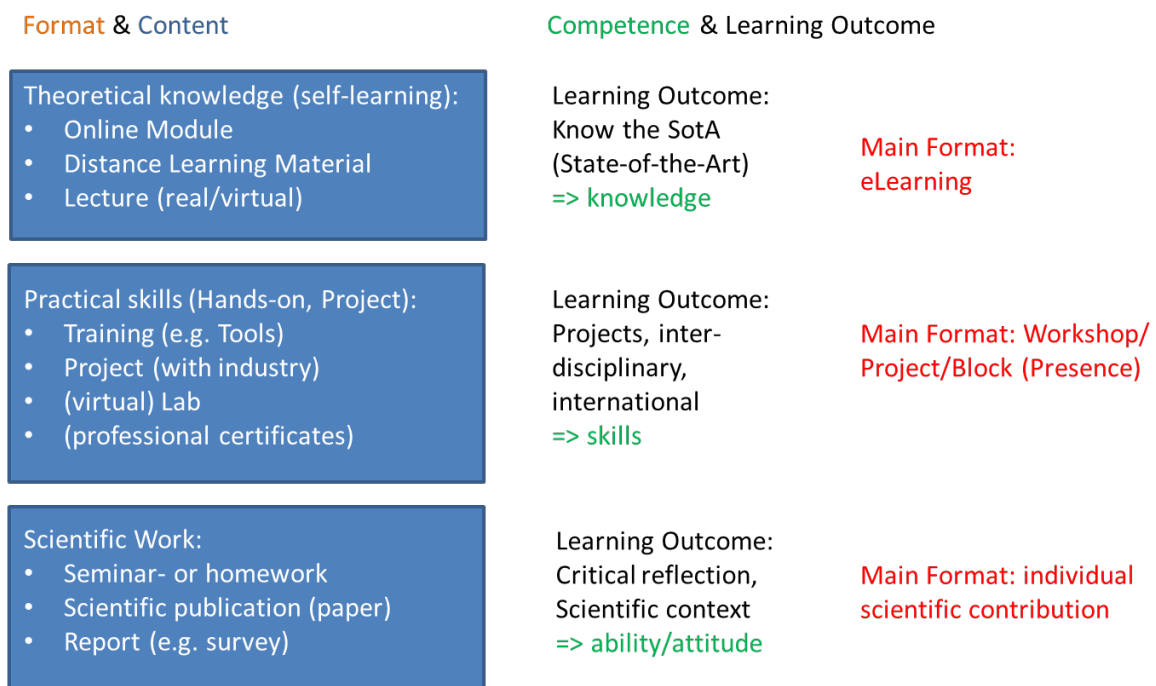 Format & Content
Competence & Learning Outcome
Theoretical knowledge (self-learning):
• Online Module
• Distance Learning Material
• Lecture (real/virtual)
Learning Outcome:
Know the SotA
(State-of-the-Art)
=> knowledge
Main Format:
eLearning
Practical skills (Hands-on, Project):
• Training (e.g. Tools)
• Project (with industry)
• (virtual) Lab
• (professional certificates)
Learning Outcome:
Projects, inter-
disciplinary,
international
=> skills
Main Format: Workshop/
Project/Block (Presence)
Scientific Work:
• Seminar- or homework
• Scientific publication (paper)
• Report (e.g. survey)
Learning Outcome:
Critical reflection,
Scientific context
=> ability/attitude
Main Format: individual
scientific contribution